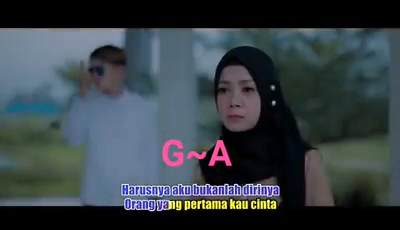 G~A
Harusnya aku bukanlah dirinya
Orang yang pertama kau cinta